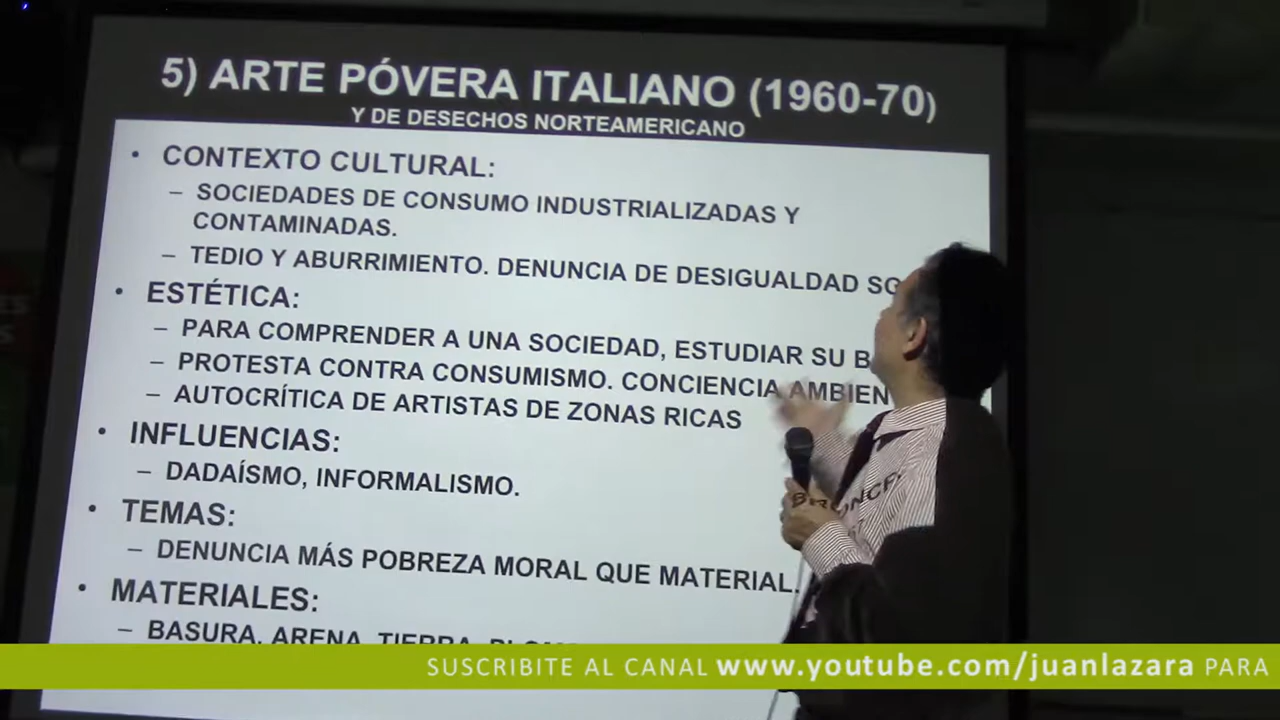 5) ARTE PÓVERA ITALIANO (1960-70)
Y DE DESECHOS NORTEAMERICANO
• CONTEXTO CULTURAL:
– SOCIEDADES DE CONSUMO INDUSTRIALIZADAS Y
CONTAMINADAS.
– TEDIO Y ABURRIMIENTO. DENUNCIA DE DESIGUALDAD
• ESTÉTICA:
– PARA COMPRENDER A UNA SOCIEDAD, ESTUDIAR SU
– PROTESTA CONTRA CONSUMISMO. CONCIENCIA AMBIEN
– AUTOCRÍTICA DE ARTISTAS DE ZONAS RICAS
• INFLUENCIAS:
– DADAÍSMO, INFORMALISMO.
• TEMAS:
– DENUNCIA MÁS POBREZA MORAL QUE MATERIAL.
• MATERIALES:
– BASURA, ARENA, TIERRA,
SUSCRIBITE AL CANAL www.youtube.com/juanlazara PARA